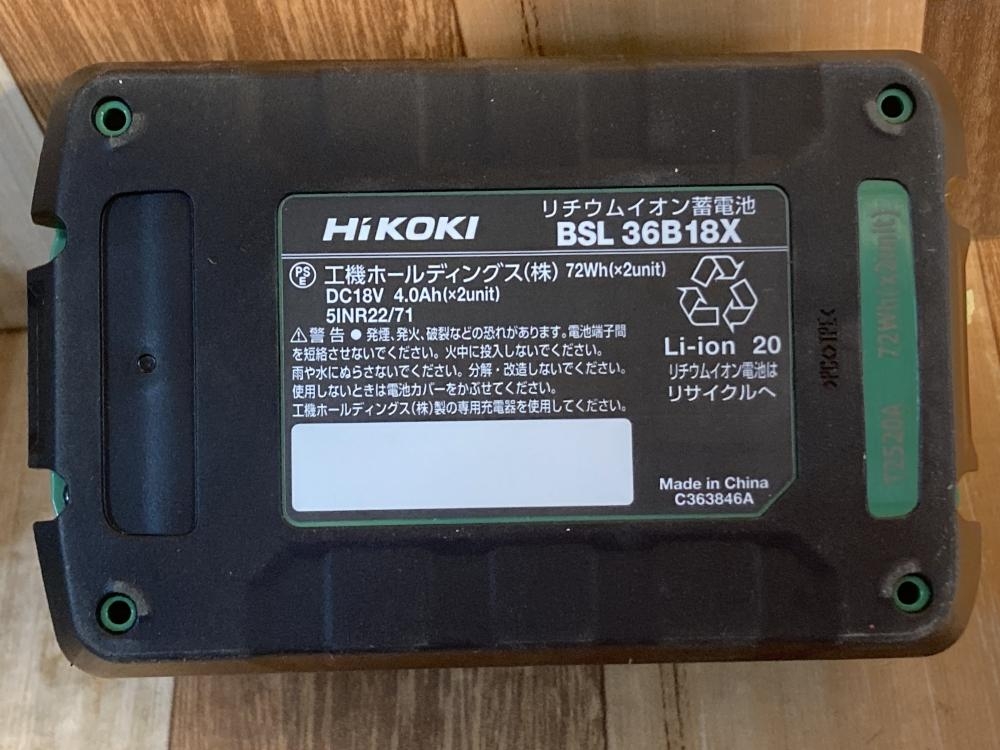 HiKOKI
リチウムイオン蓄電池
BSL 36B18X
PS
E
工機ホールディングス(株) 72Wh(×2unit)
DC18V 4.0Ah(×2unit)
5INR22/71
⚠警告 ● 発煙、発火、破裂などの恐れがあります。電池端子間
を短絡させないでください。火中に投入しないでください。
雨や水にぬらさないでください。分解・改造しないでください。
使用しないときは電池カバーをかぶせてください。
工機ホールディングス(株)製の専用充電器を使用してください。
Li-ion 20
リチウムイオン電池は
リサイクルへ
Made in China
C363846A
T2520A 72Wh(×2unit)